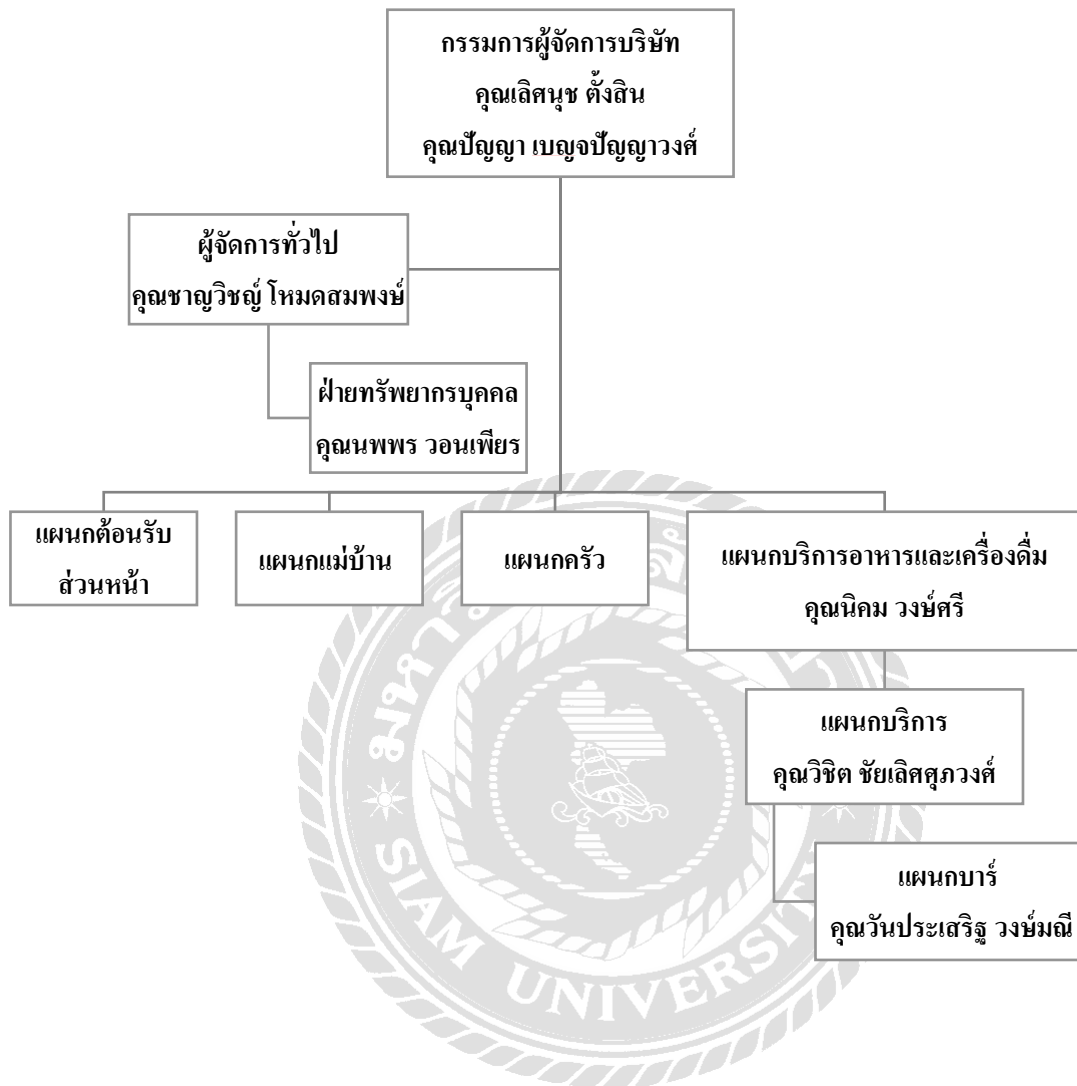 กรรมการผู้จัดการบริษัท
คุณเลิศนุช ตั้งสิน
คุณปัญญา เบญจปัญญาวงศ์
ผู้จัดการทั่วไป
คุณชาญวิชญ์ โหมดสมพงษ์
ฝ่ายทรัพยากรบุคคล
คุณนพพร วอนเพียร
แผนกต้อนรับ
ส่วนหน้า
แผนกแม่บ้าน
แผนกครัว
แผนกบริการอาหารและเครื่องดื่ม
คุณนิคม วงษ์ศรี
แผนกบริการ
คุณวิชิต ชัยเลิศศุภวงศ์
แผนกบาร์
คุณวันประเสริฐ วงษ์มณี
SIAM UNIVERSITY